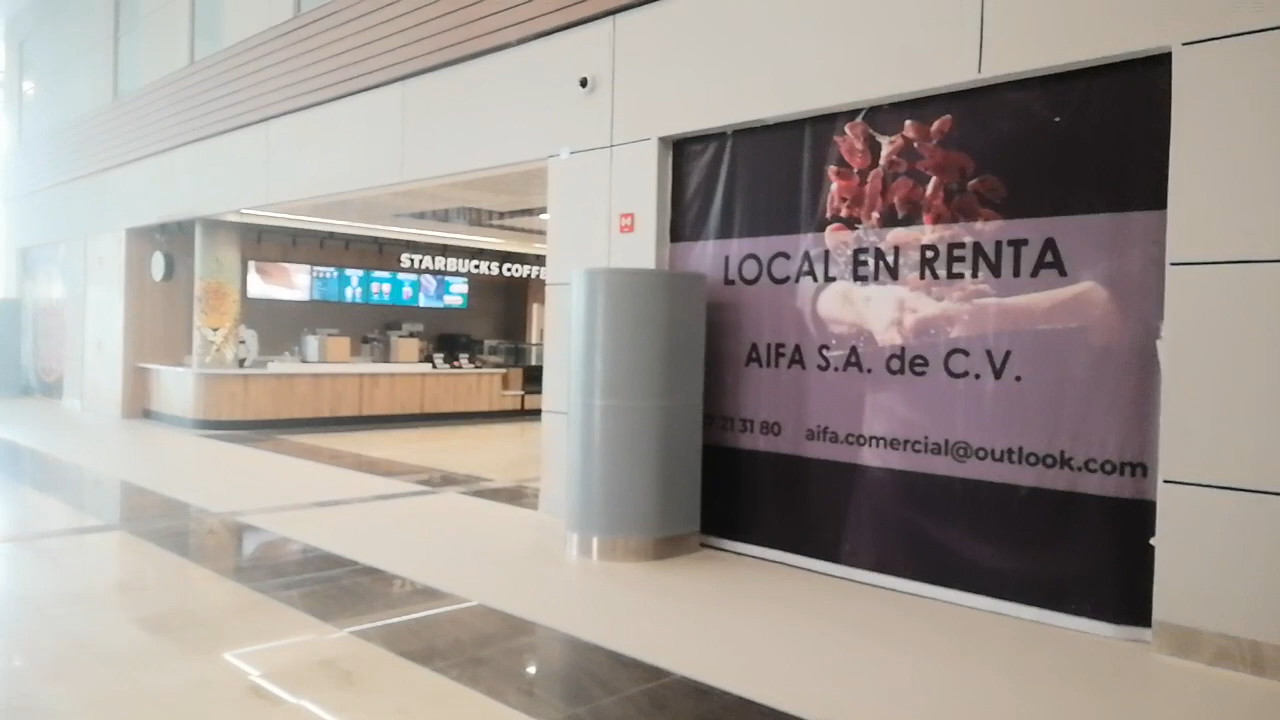 STARBUCKS COFFE
LOCAL EN RENTA
AIFA S.A. de C.V.
21 31 80 aifa.comercial@outlook.com